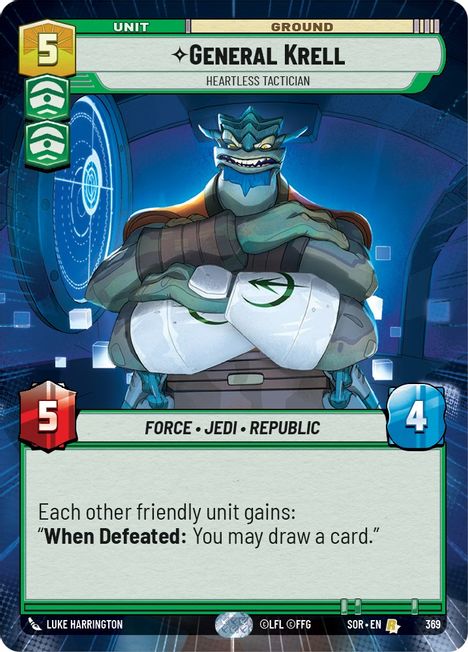 UNIT GROUND
5 ✧GENERAL KRELL
HEARTLESS TACTICIAN
5 FORCE • JEDI • REPUBLIC 4
Each other friendly unit gains:
“When Defeated: You may draw a card.”
LUKE HARRINGTON ©LFL ©FFG SOR • EN R 369